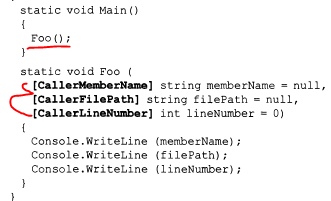 static void Main()
{
Foo();
}
static void Foo (
[CallerMemberName] string memberName = null,
[CallerFilePath] string filePath = null,
[CallerLineNumber] int lineNumber = 0)
{
Console.WriteLine (memberName);
Console.WriteLine (filePath);
Console.WriteLine (lineNumber);
}
}